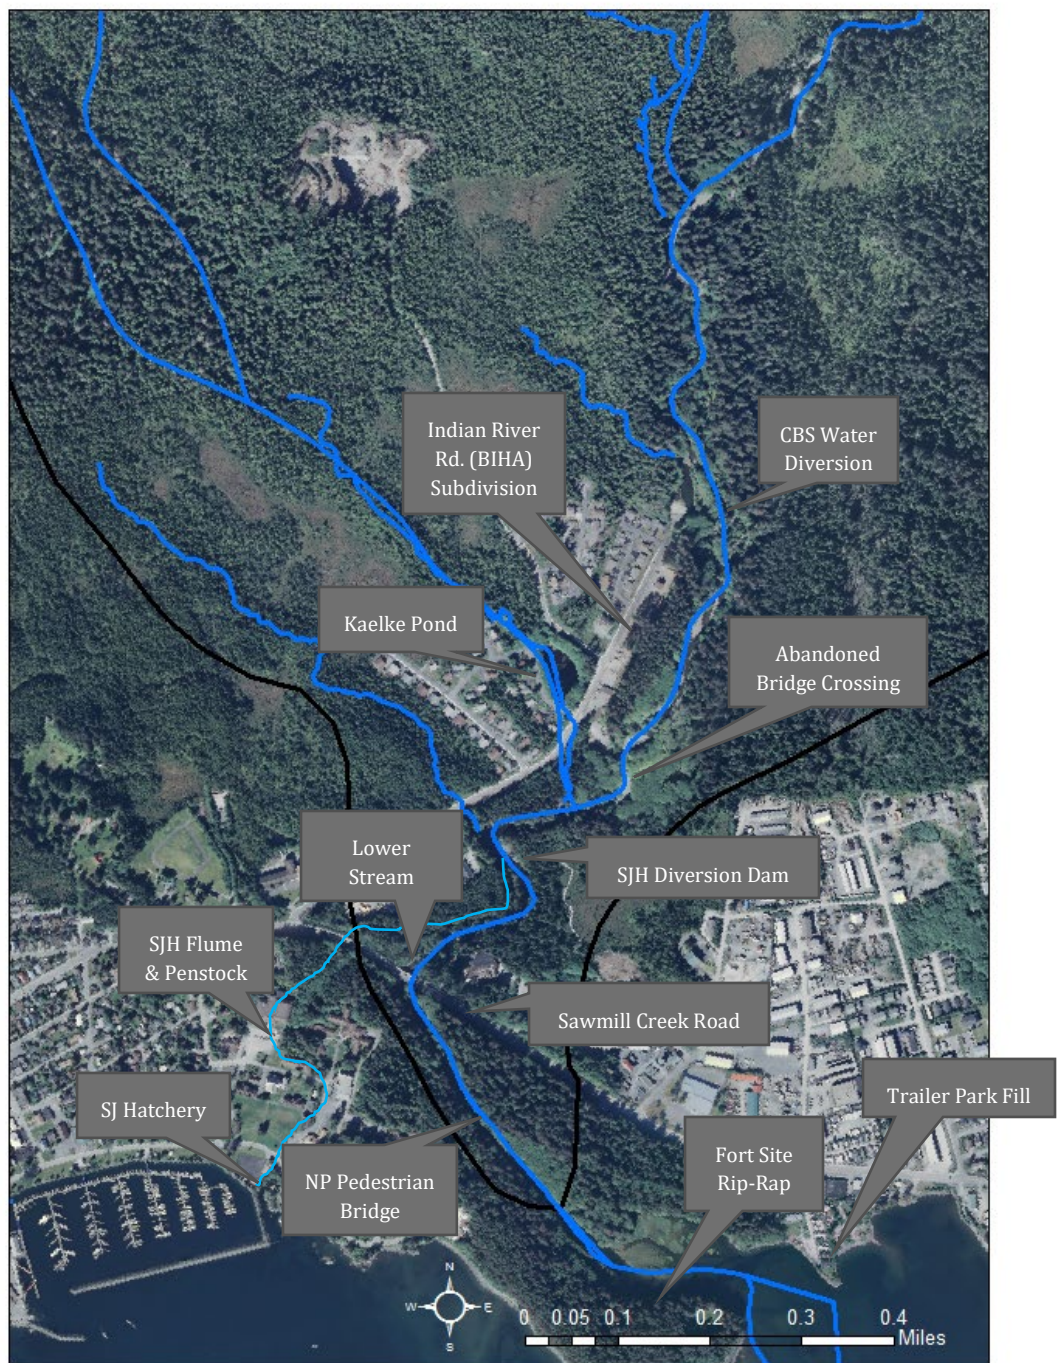 Indian River
Rd. (BIHA)
Subdivision
CBS Water
Diversion
Kaelke Pond
Abandoned
Bridge Crossing
Lower
Stream
SJH Diversion Dam
SJH Flume
& Penstock
Sawmill Creek Road
SJ Hatchery
Trailer Park Fill
NP Pedestrian
Bridge
Fort Site
Rip-Rap
N
W E
S
0 0.05 0.1 0.2 0.3 0.4
Miles